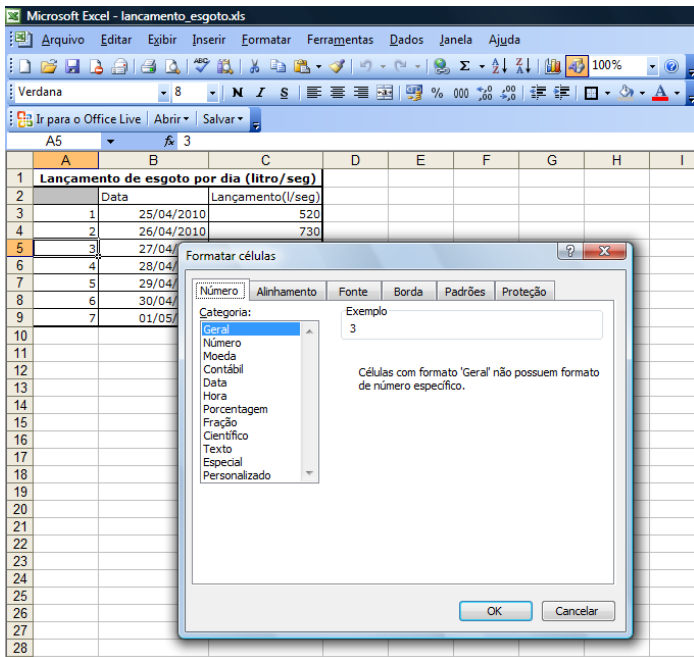 Microsoft Excel - lancamento_esgoto.xls
Arquivo Editar Exibir Inserir Formatar Ferramentas Dados Janela Ajuda
100%
Verdana 8 N I S % 000
Ir para o Office Live Abrir Salvar
A5 fx 3
A B C D E F G H I
1 Lançamento de esgoto por dia (litro/seg)
2 Data Lançamento(l/seg)
3 1 25/04/2010 520
4 2 26/04/2010 730
5 3 27/04/
6 4 28/04/
7 5 29/04/
8 6 30/04/
9 7 01/05/
10
11
12
13
14
15
16
17
18
19
20
21
22
23
24
25
26
27
28
Formatar células
Número Alinhamento Fonte Borda Padrões Proteção
Categoria:
Geral
Número
Moeda
Contábil
Data
Hora
Porcentagem
Fração
Científico
Texto
Especial
Personalizado
Exemplo
3
Células com formato 'Geral' não possuem formato
de número específico.
OK Cancelar